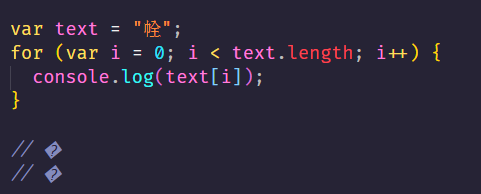 var text = "";
for (var i = 0; i < text.length; i++) {
  console.log(text[i]);
}
// �
// �